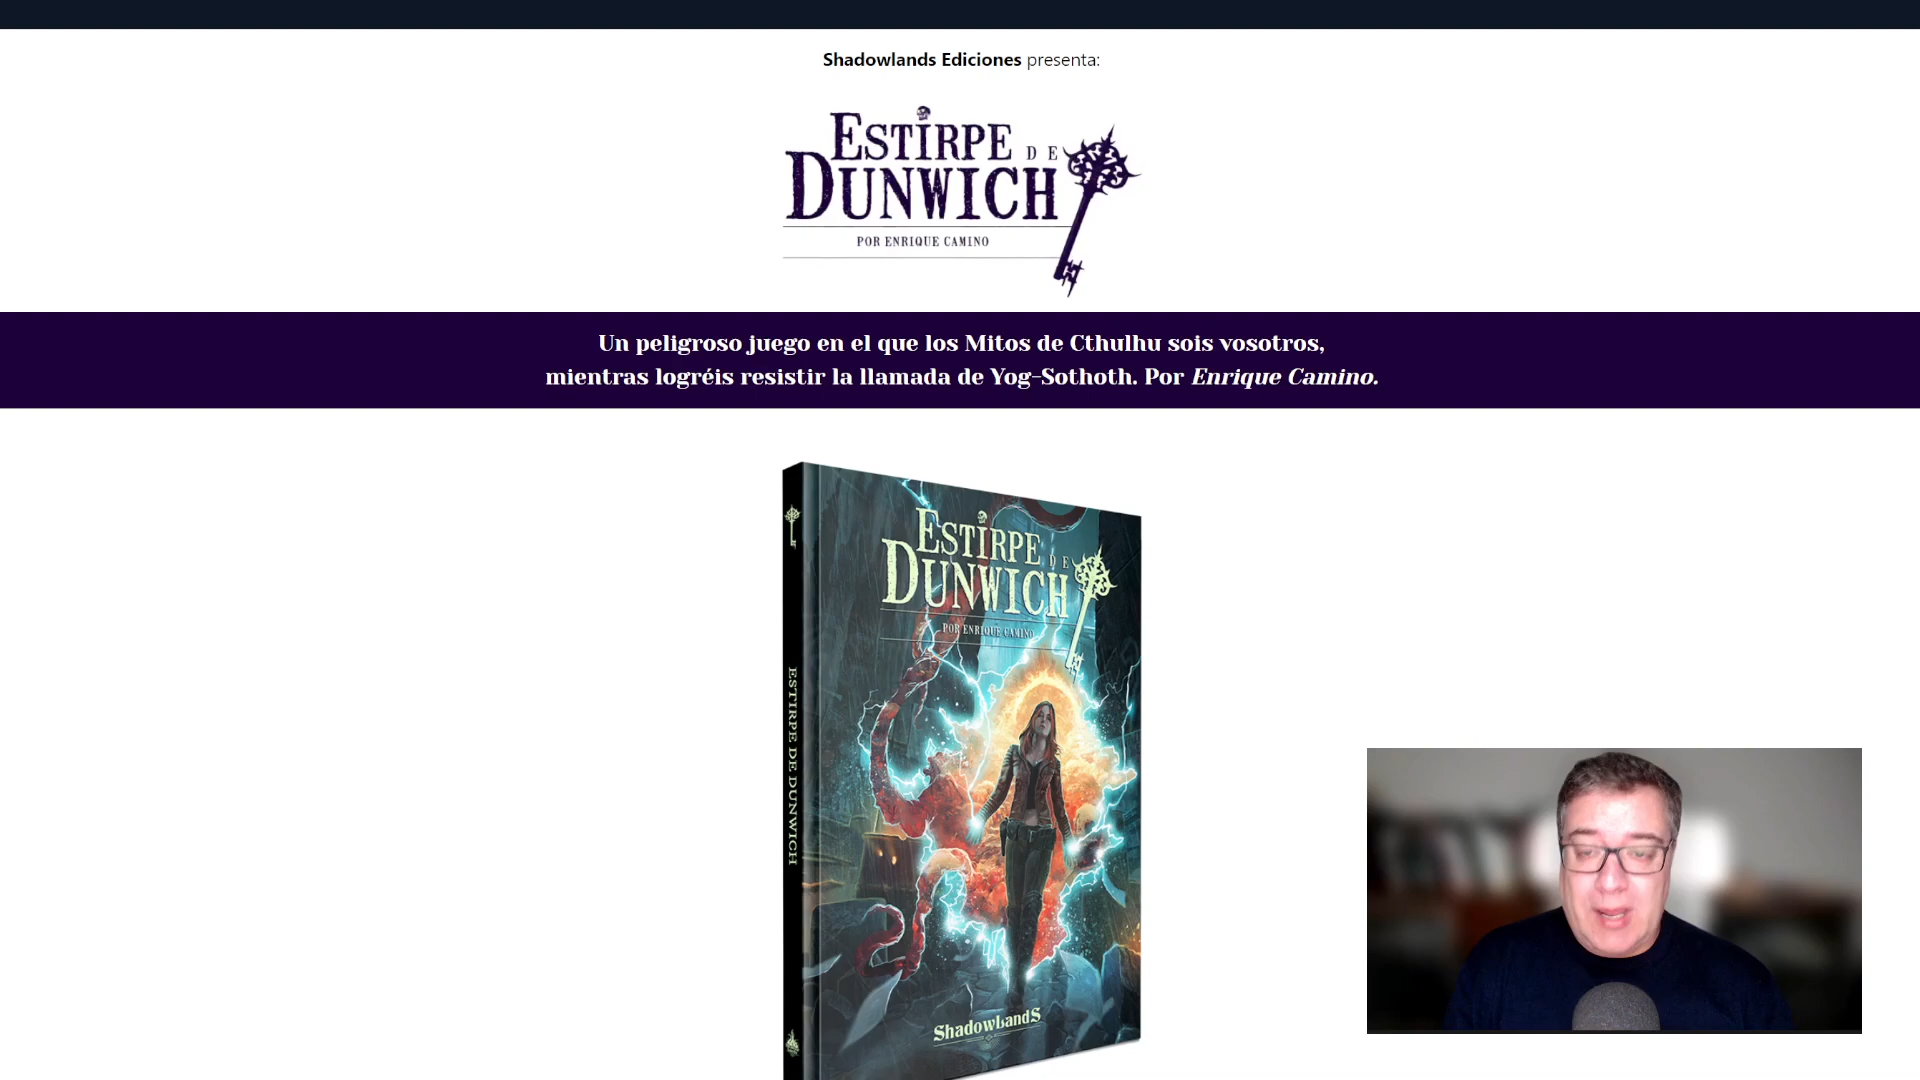 Shadowlands Ediciones presenta:
ESTIRPE DE
DUNWICH
POR ENRIQUE CAMINO
Un peligroso juego en el que los Mitos de Cthulhu sois vosotros,
mientras logréis resistir la llamada de Yog-Sothoth. Por Enrique Camino.
ESTIRPE DE
DUNWICH
POR ENRIQUE CAMINO
ESTIRPE DE DUNWICH
ShadowLandS